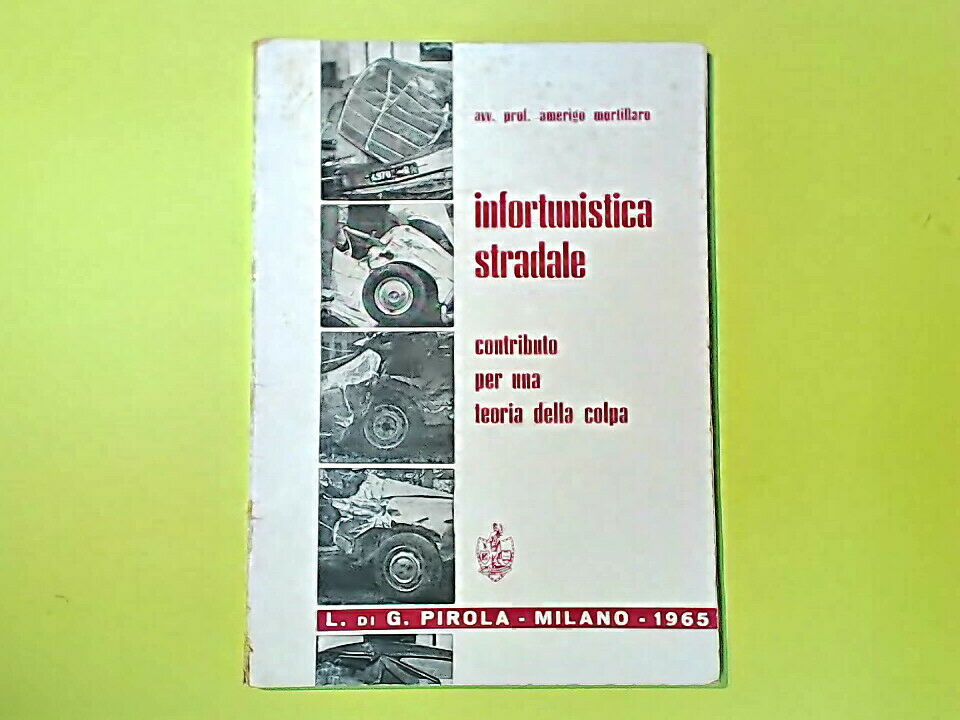 avv. prof. amerigo mortillaro
infortunistica
stradale
contributo
per una
teoria della colpa
L. DI G. PIROLA - MILANO - 1965